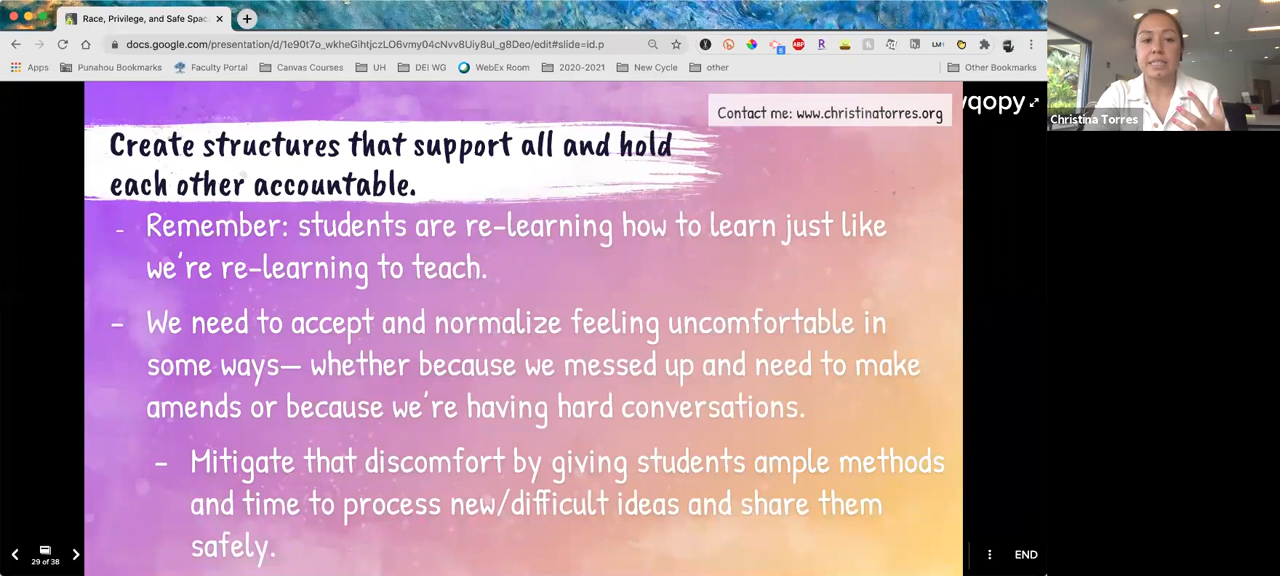 Race, Privilege, and Safe Spac
docs.google.com/presentation/d/1e90t7o_wkheGihtjczLO6vmy04cNvv8Uiy8ul_g8Deo/edit#slide=id.p
Apps
Punahou Bookmarks
Faculty Portal
Canvas Courses
UH
DEI WG
WebEx Room
2020-2021
New Cycle
other
Other Bookmarks
Contact me: www.christinatorres.org
qopy
Christina Torres
Create structures that support all and hold
each other accountable.
- Remember: students are re-learning how to learn just like
we're re-learning to teach.
- We need to accept and normalize feeling uncomfortable in
some ways— whether because we messed up and need to make
amends or because we're having hard conversations.
- Mitigate that discomfort by giving students ample methods
and time to process new/difficult ideas and share them
safely.
29 of 38
END